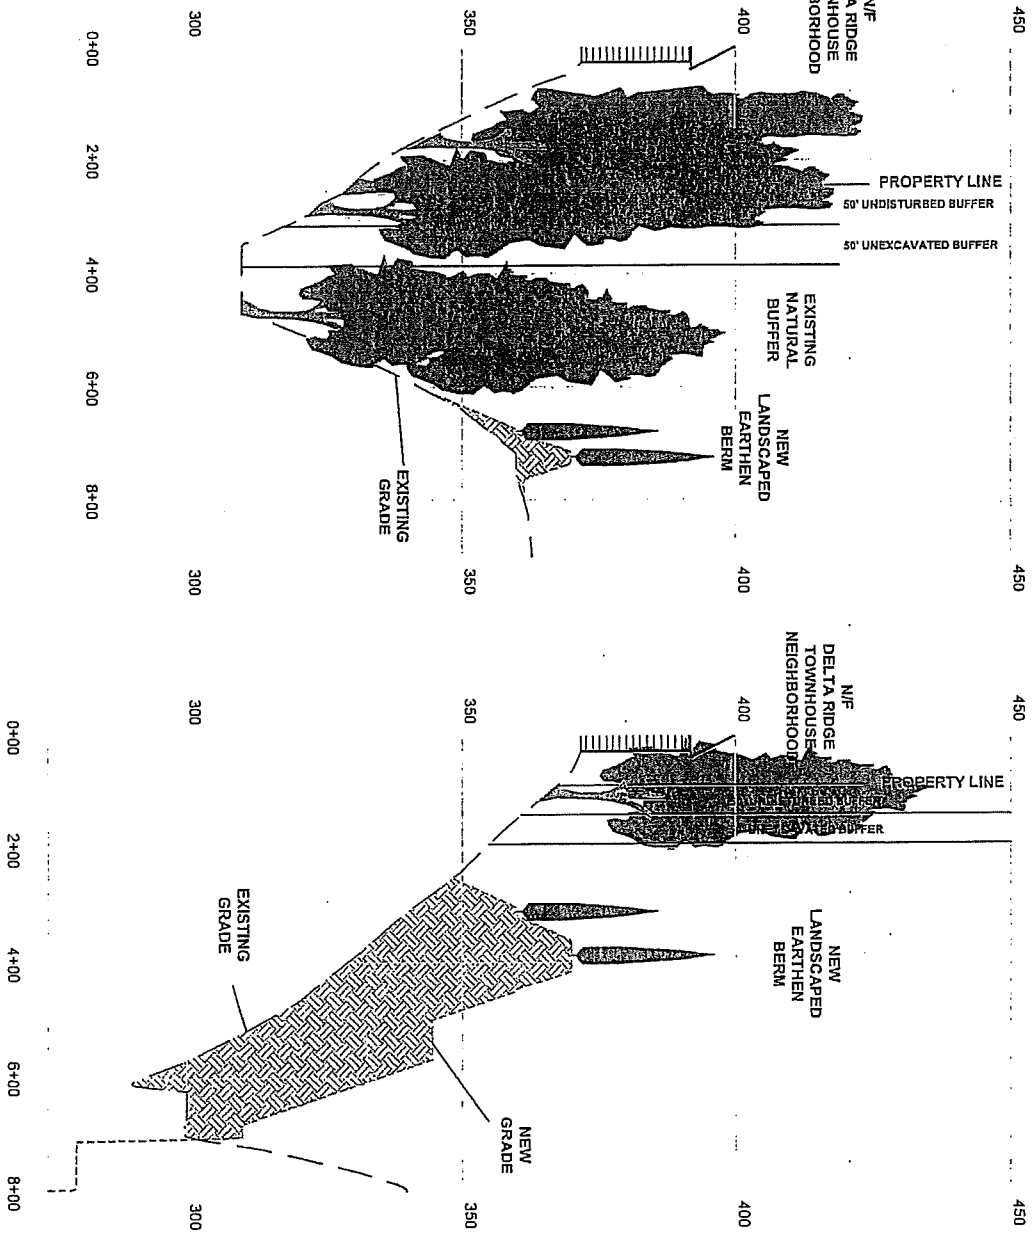 450
400
350
300
N/F
A RIDGE
NHOUSE
BORHOOD
PROPERTY LINE
50' UNDISTURBED BUFFER
50' UNEXCAVATED BUFFER
EXISTING
NATURAL
BUFFER
NEW
LANDSCAPED
EARTHEN
BERM
EXISTING
GRADE
450
400
350
300
0+00
2+00
4+00
6+00
8+00
450
400
350
300
N/F
DELTA RIDGE
TOWNHOUSE
NEIGHBORHOOD
PROPERTY LINE
UNDISTURBED BUFFER
BUFFER
NEW
LANDSCAPED
EARTHEN
BERM
EXISTING
GRADE
NEW
GRADE
450
400
350
300
0+00
2+00
4+00
6+00
8+00